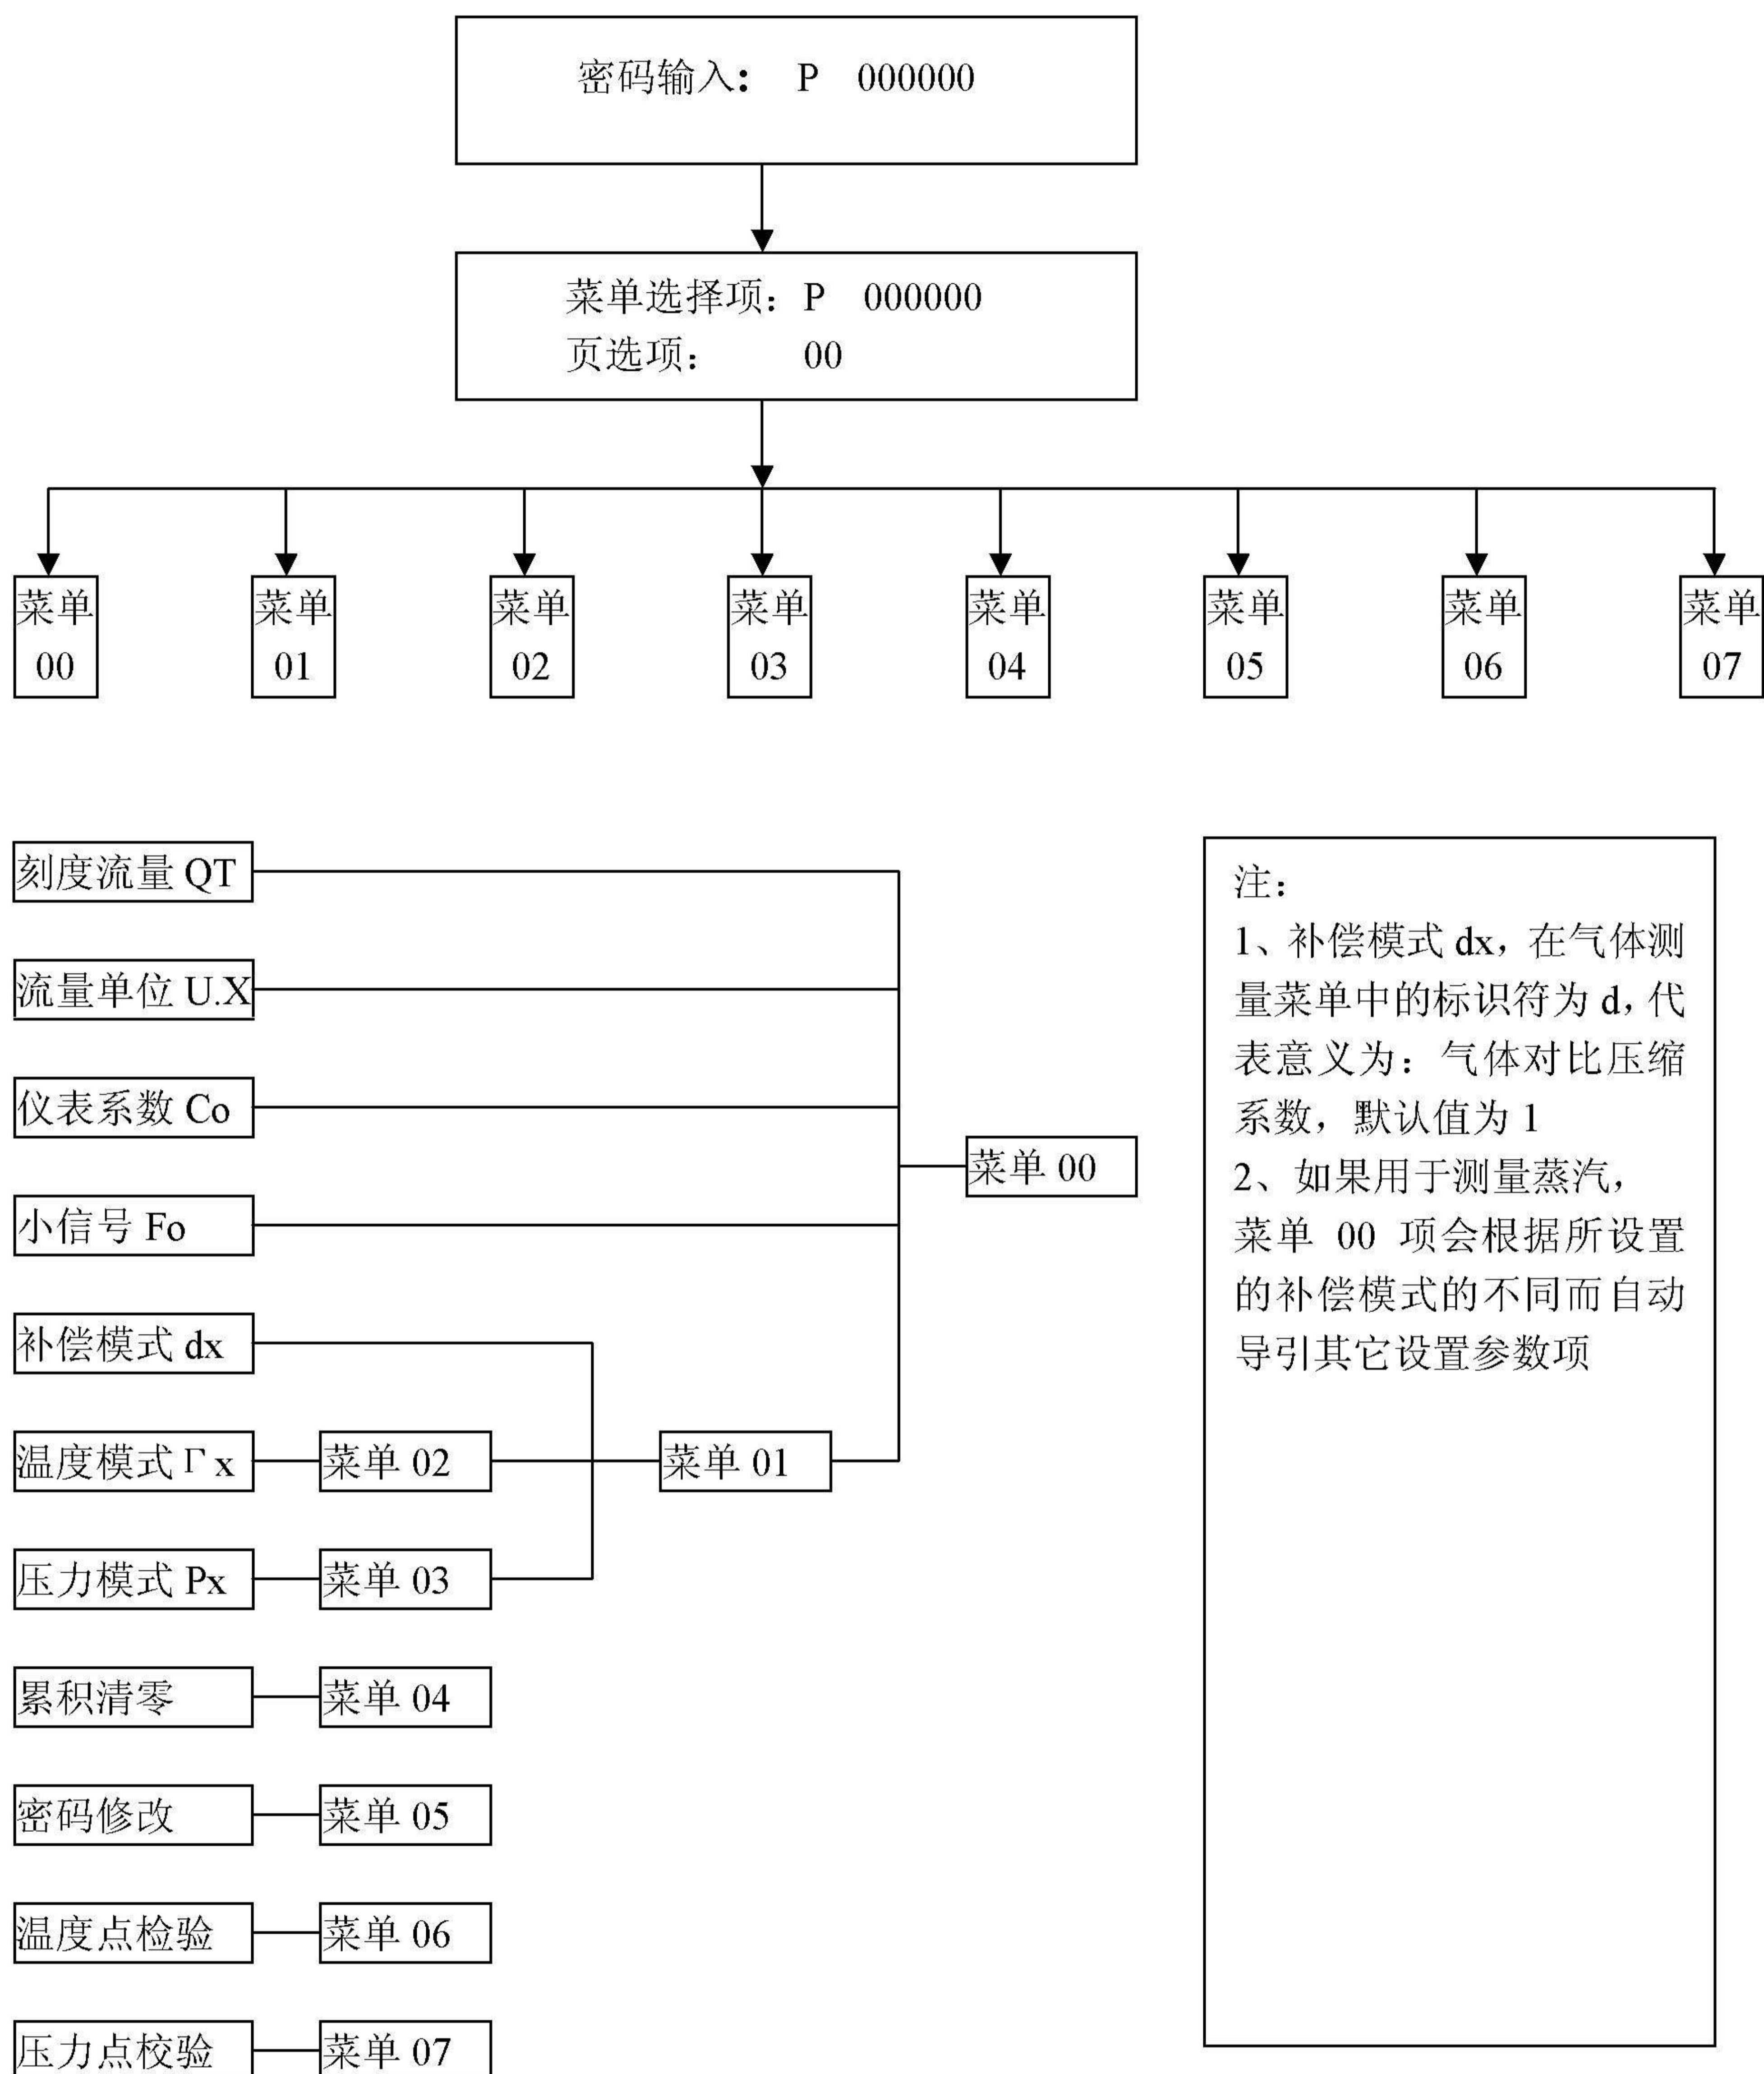 密码输入： P 000000
菜单选择项：P 000000
页选项： 00
菜单 菜单 菜单 菜单 菜单 菜单 菜单 菜单
00 01 02 03 04 05 06 07
刻度流量 QT
流量单位 U.X
仪表系数 Co
菜单 00
小信号 Fo
补偿模式 dx
温度模式 Γ x 菜单 02 菜单 01
压力模式 Px 菜单 03
累积清零 菜单 04
密码修改 菜单 05
温度点检验 菜单 06
压力点校验 菜单 07
注：
1、补偿模式 dx，在气体测
量菜单中的标识符为 d，代
表意义为：气体对比压缩
系数，默认值为 1
2、如果用于测量蒸汽，
菜单 00 项会根据所设置
的补偿模式的不同而自动
导引其它设置参数项